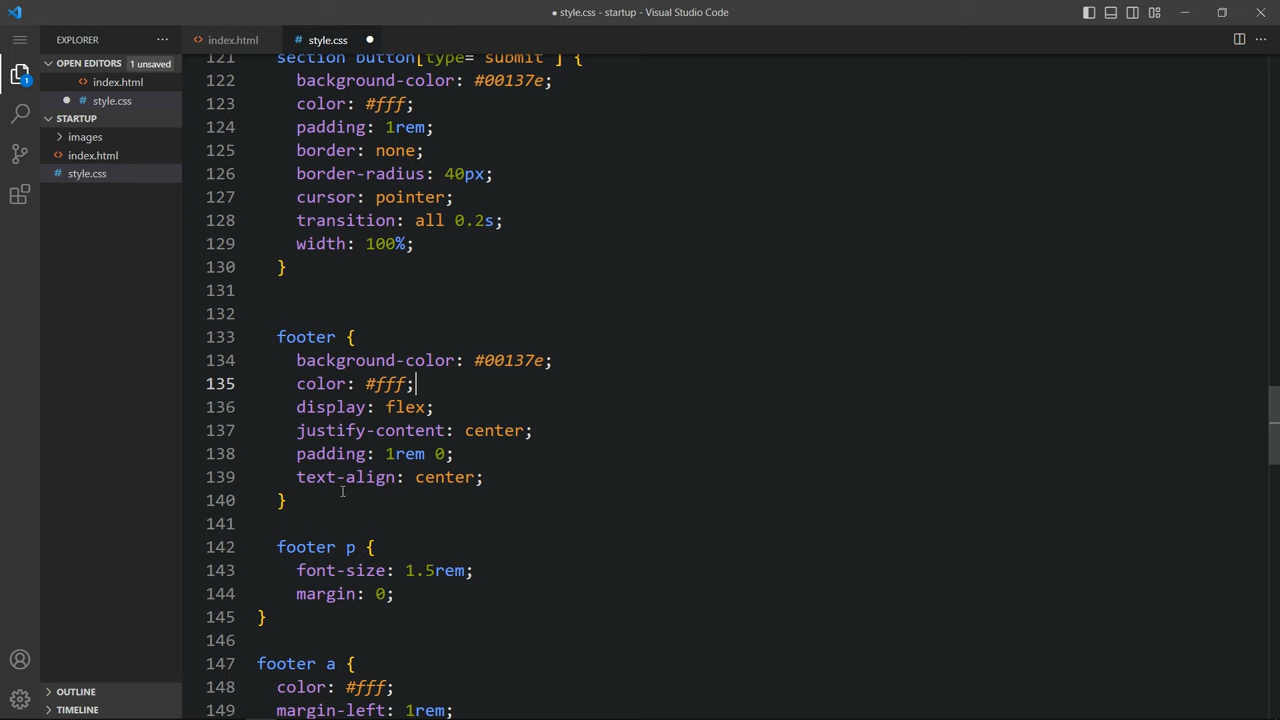 ● style.css - startup - Visual Studio Code
EXPLORER
index.html
style.css
OPEN EDITORS
1 unsaved
index.html
style.css
STARTUP
images
index.html
style.css
OUTLINE
TIMELINE
1
121 section button[type="submit"] {
122 background-color: #00137e;
123 color: #fff;
124 padding: 1rem;
125 border: none;
126 border-radius: 40px;
127 cursor: pointer;
128 transition: all 0.2s;
129 width: 100%;
130 }
131
132
133 footer {
134 background-color: #00137e;
135 color: #fff;
136 display: flex;
137 justify-content: center;
138 padding: 1rem 0;
139 text-align: center;
140 }
141
142 footer p {
143 font-size: 1.5rem;
144 margin: 0;
145 }
146
147 footer a {
148 color: #fff;
149 margin-left: 1rem;